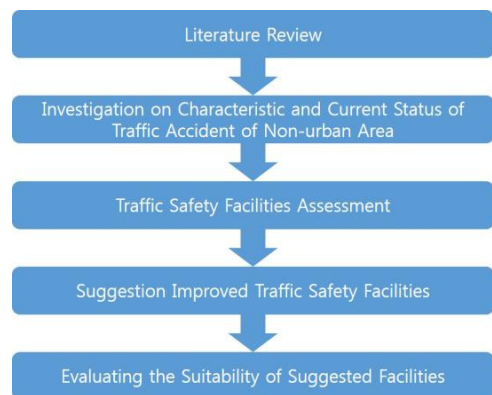 Literature Review
Investigation on Characteristic and Current Status of
Traffic Accident of Non-urban Area
Traffic Safety Facilities Assessment
Suggestion Improved Traffic Safety Facilities
Evaluating the Suitability of Suggested Facilities